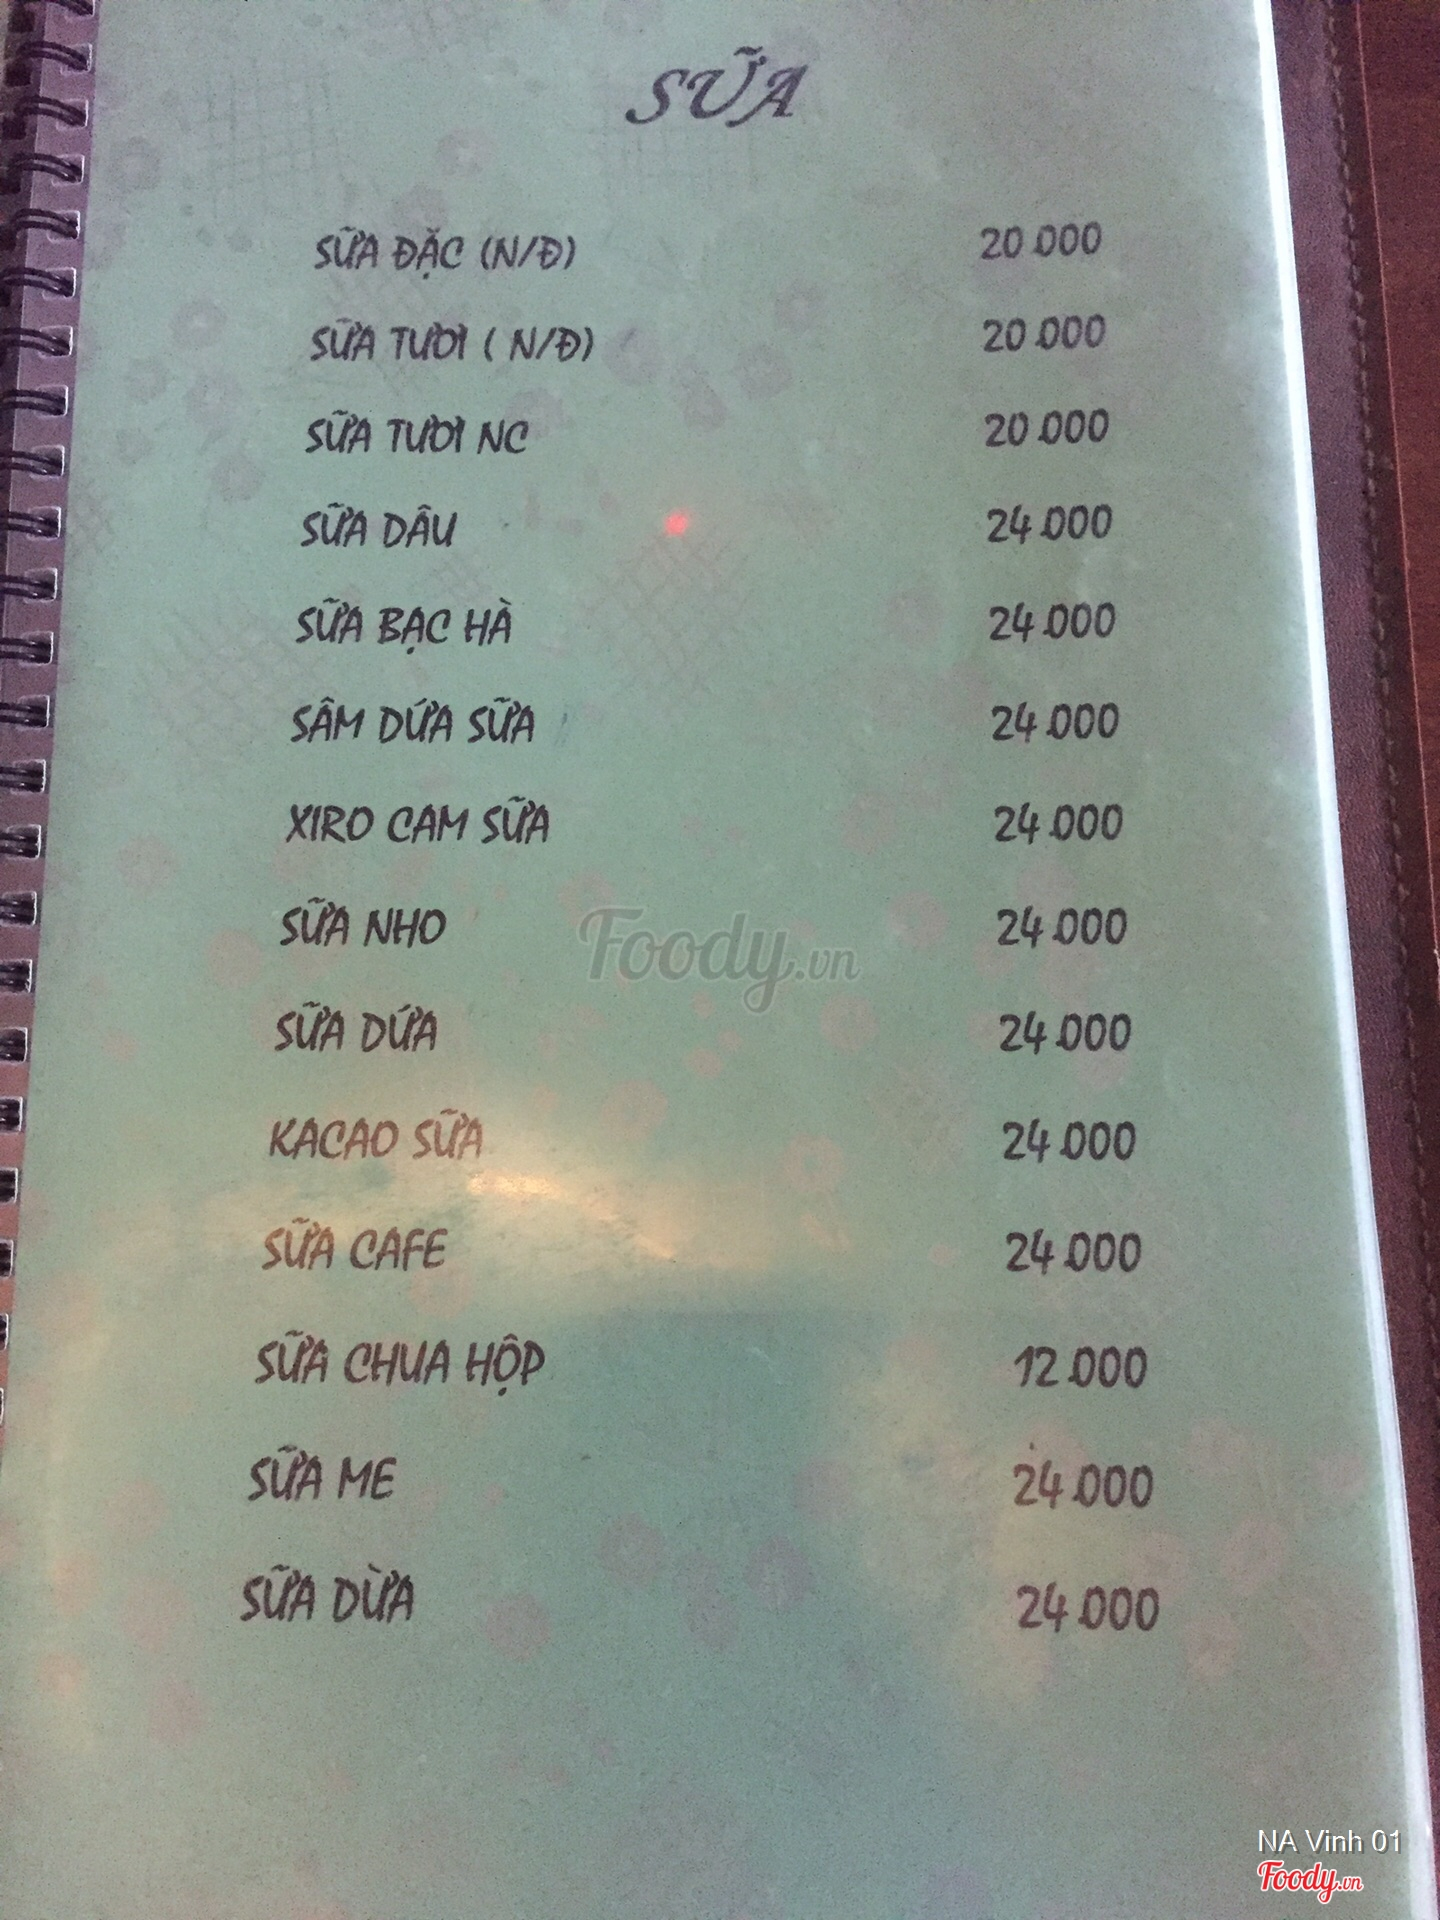 SỮA
SỮA ĐẶC (N/Đ) 20.000
SỮA TƯƠI ( N/Đ) 20.000
SỮA TƯƠI NC 20.000
SỮA DÂU 24.000
SỮA BẠC HÀ 24.000
SÂM DỨA SỮA 24.000
XIRO CAM SỮA 24.000
SỮA NHO 24.000
Foody.vn
SỮA DỨA 24.000
KACAO SỮA 24.000
SỮA CAFE 24.000
SỮA CHUA HỘP 12.000
SỮA ME 24.000
SỮA DỪA 24.000
NA Vinh 01
Foody.vn